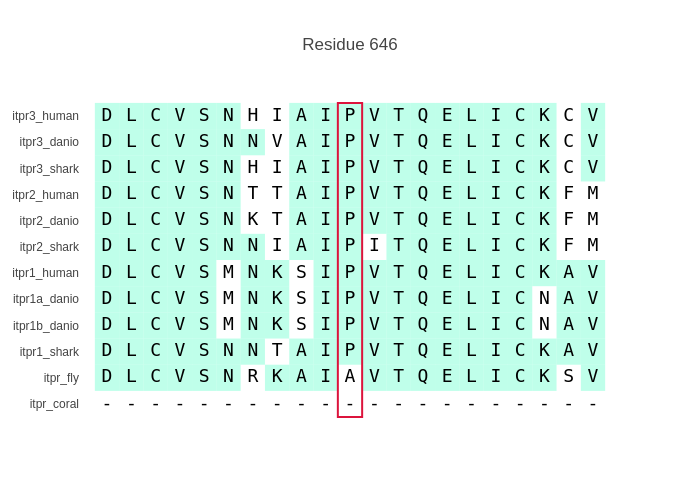 Residue 646
itpr3_human D L C V S N H I A I P V T Q E L I C K C V
itpr3_danio D L C V S N N V A I P V T Q E L I C K C V
itpr3_shark D L C V S N H I A I P V T Q E L I C K C V
itpr2_human D L C V S N T T A I P V T Q E L I C K F M
itpr2_danio D L C V S N K T A I P V T Q E L I C K F M
itpr2_shark D L C V S N N I A I P I T Q E L I C K F M
itpr1_human D L C V S M N K S I P V T Q E L I C K A V
itpr1a_danio D L C V S M N K S I P V T Q E L I C N A V
itpr1b_danio D L C V S M N K S I P V T Q E L I C N A V
itpr1_shark D L C V S N N T A I P V T Q E L I C K A V
itpr_fly D L C V S N R K A I A V T Q E L I C K S V
itpr_coral - - - - - - - - - - - - - - - - - - - - -